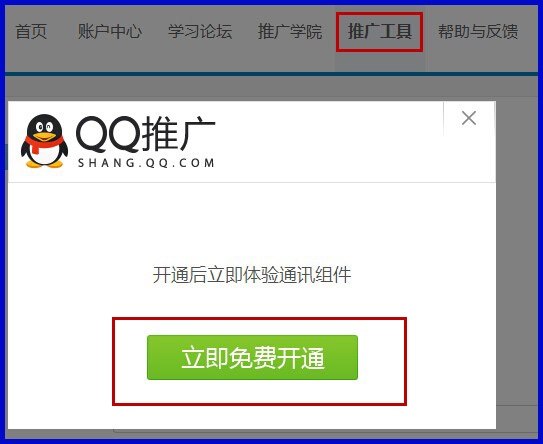 首页 账户中心 学习论坛 推广学院 推广工具 帮助与反馈
QQ推广
SHANG.QQ.COM
开通后立即体验通讯组件
立即免费开通